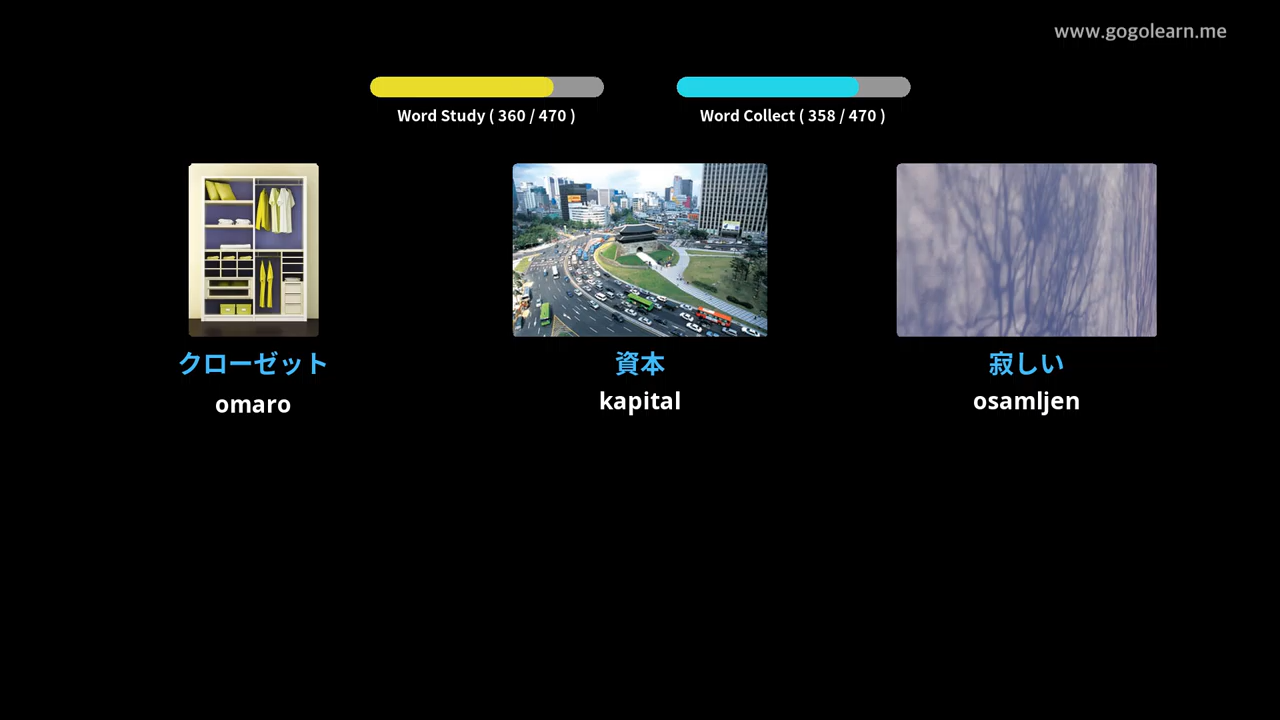 www.gogolearn.me
Word Study ( 360 / 470 )
Word Collect ( 358 / 470 )
クローゼット
omaro
資本
kapital
寂しい
osamljen